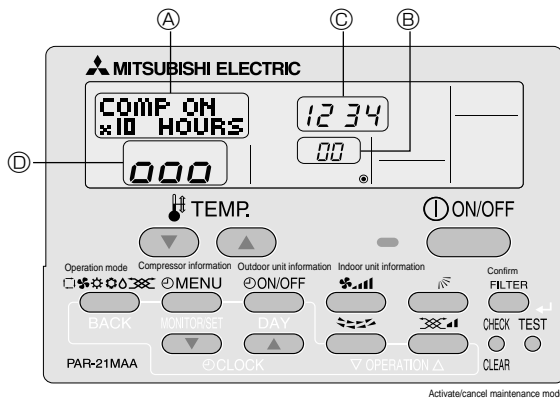 Ⓐ Ⓒ Ⓑ
MITSUBISHI ELECTRIC
COMP ON
x10 HOURS
12 34
00
Ⓓ
000
TEMP.
ON/OFF
Operation mode Compressor information Outdoor unit information Indoor unit information
Confirm
MENU ON/OFF FILTER
BACK MONITOR/SET DAY
CHECK TEST
PAR-21MAA CLOCK ▽ OPERATION △ CLEAR
Activate/cancel maintenance mod